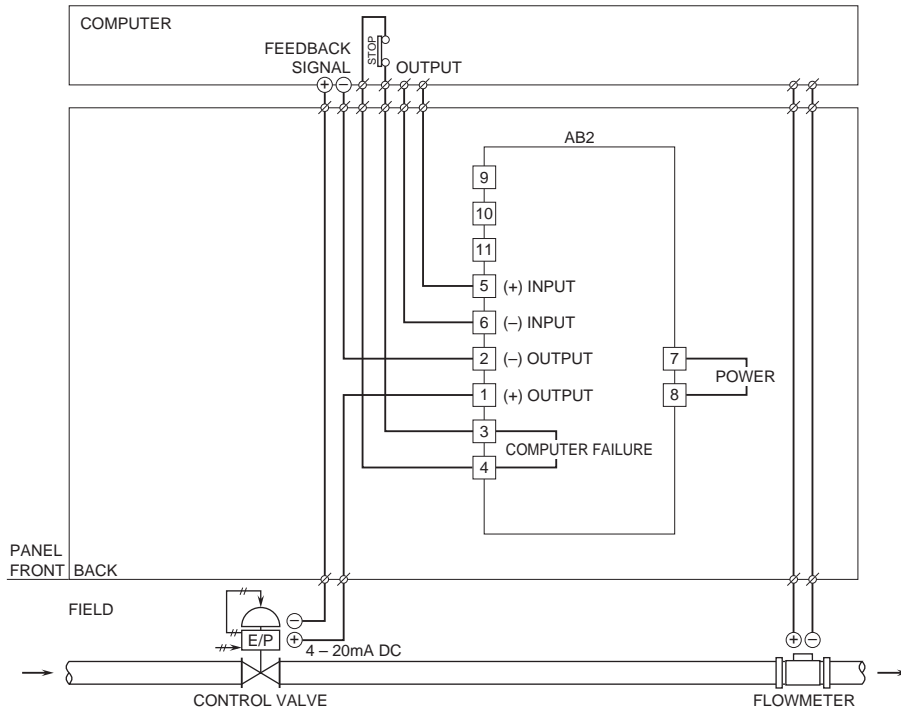 COMPUTER
FEEDBACK
SIGNAL
STOP
OUTPUT
+ −
AB2
9
10
11
5 (+) INPUT
6 (–) INPUT
2 (–) OUTPUT
1 (+) OUTPUT
3
4
COMPUTER FAILURE
7
8
POWER
PANEL
FRONT BACK
FIELD
−
E/P +
4 – 20mA DC
+ −
CONTROL VALVE
FLOWMETER